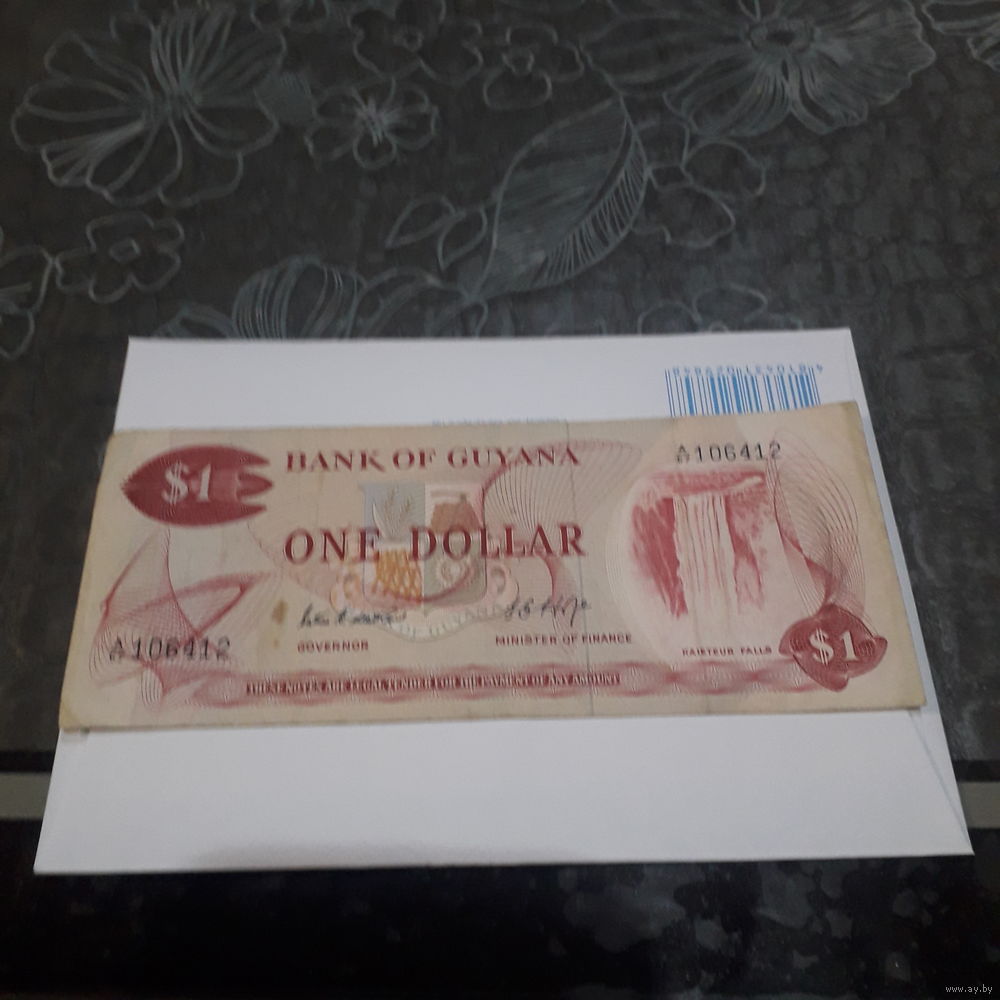 $1
BANK OF GUYANA
A/ 106412
ONE DOLLAR
A/ 106412
GOVERNOR
MINISTER OF FINANCE
KAIETEUR FALLS
$1
THESE NOTES ARE LEGAL TENDER FOR THE PAYMENT OF ANY AMOUNT
www.ay.by